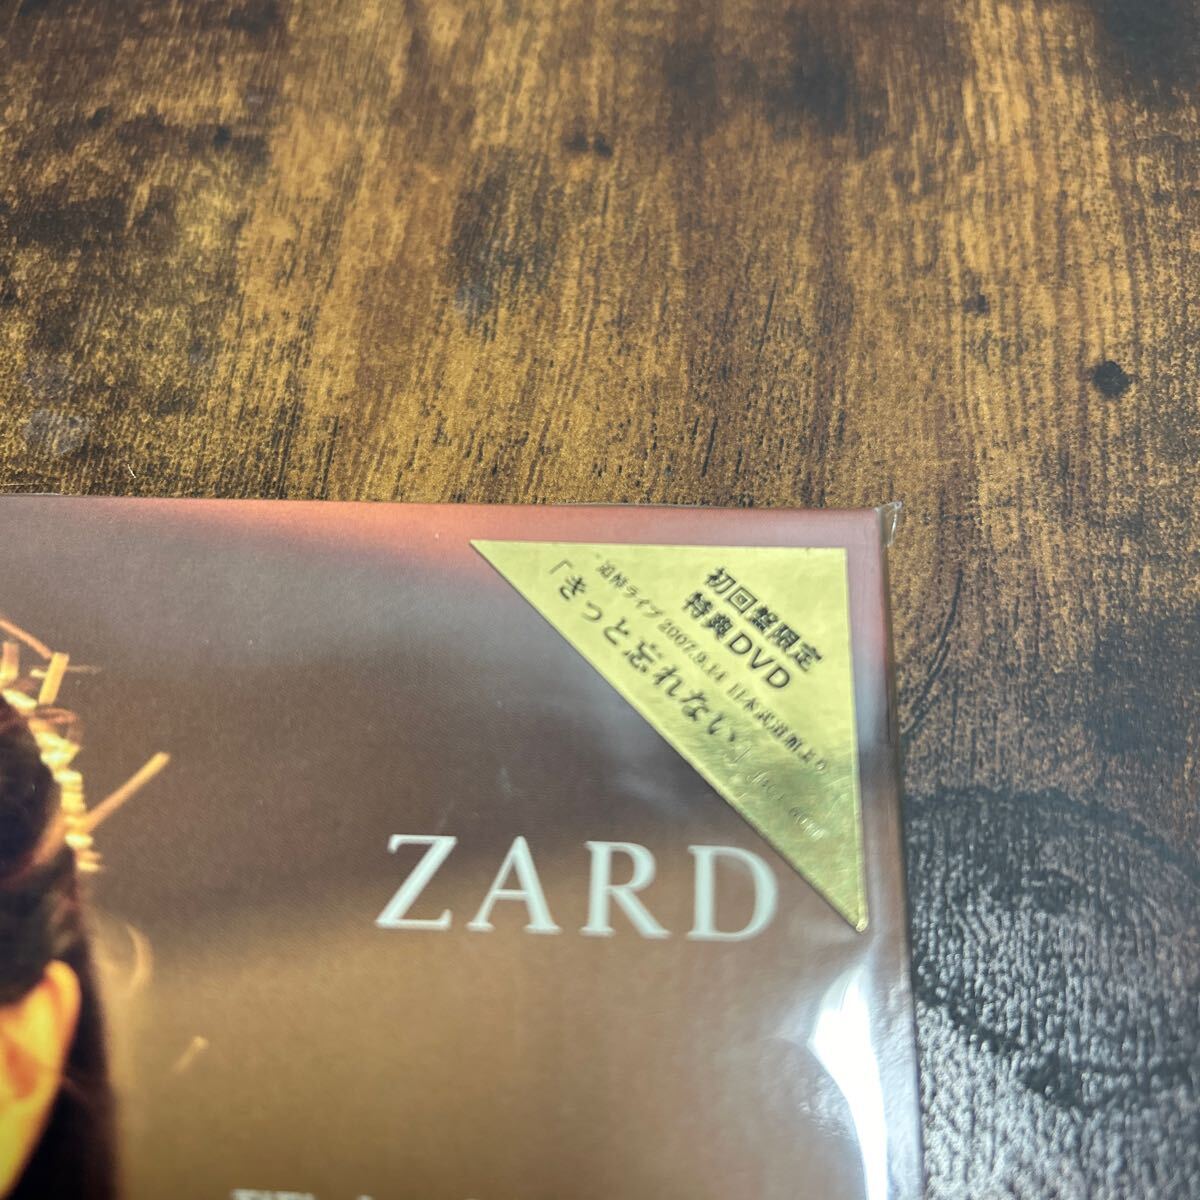 初回盤限定
特典DVD
追悼ライブ 2007.9.14 日本武道館より
「きっと忘れない」
ZARD